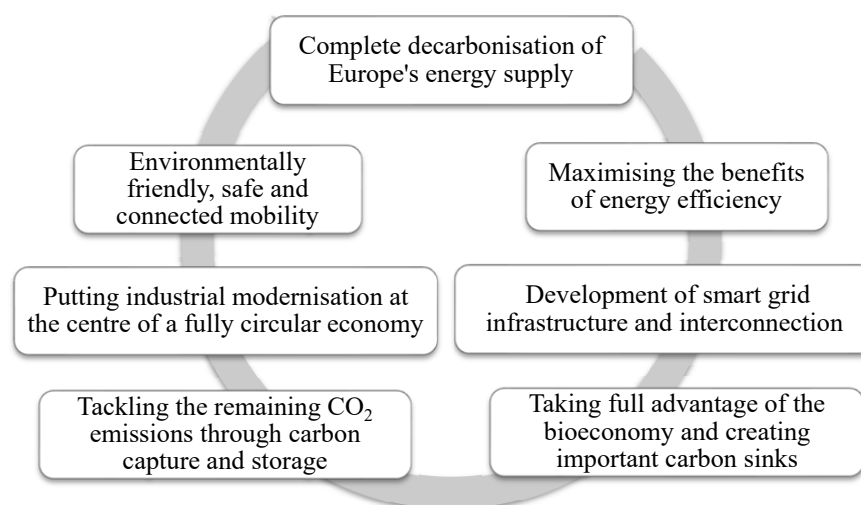 Complete decarbonisation of
Europe's energy supply
Environmentally
friendly, safe and
connected mobility
Maximising the benefits
of energy efficiency
Putting industrial modernisation at
the centre of a fully circular economy
Development of smart grid
infrastructure and interconnection
Tackling the remaining CO₂
emissions through carbon
capture and storage
Taking full advantage of the
bioeconomy and creating
important carbon sinks